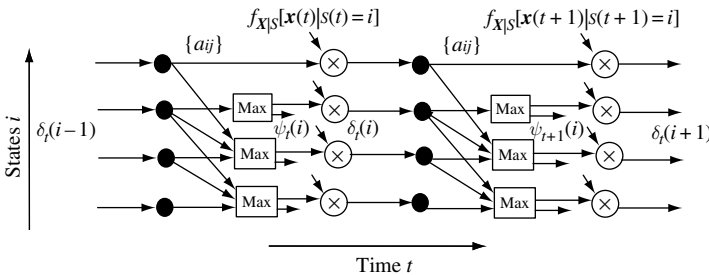 f_{X|S}[x(t)|s(t)=i] f_{X|S}[x(t+1)|s(t+1)=i]
{a_{ij}} {a_{ij}}
× ×
Max × Max ×
δ_t(i−1) ψ_t(i) δ_t(i) ψ_{t+1}(i) δ_t(i+1)
Max × Max ×
Max × Max ×
States i
Time t